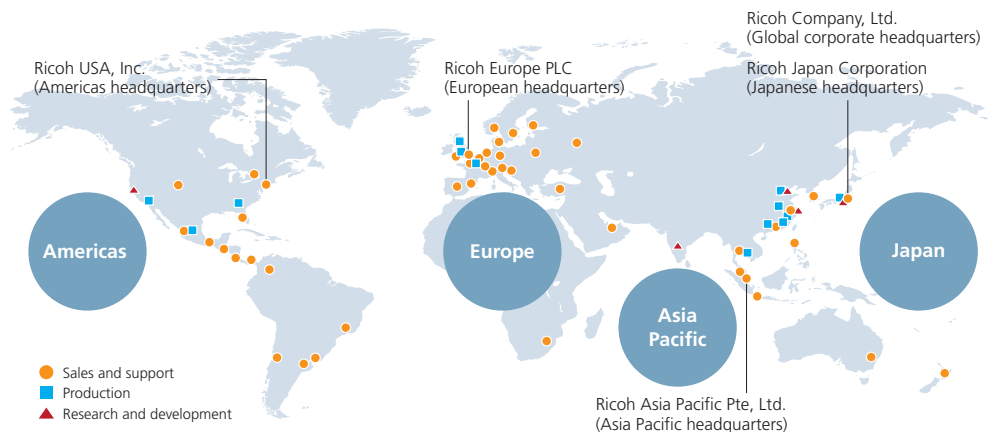 Ricoh Company, Ltd.
(Global corporate headquarters)
Ricoh USA, Inc.
(Americas headquarters)
Ricoh Europe PLC
(European headquarters)
Ricoh Japan Corporation
(Japanese headquarters)
Americas
Europe
Japan
Asia
Pacific
Sales and support
Production
Research and development
Ricoh Asia Pacific Pte, Ltd.
(Asia Pacific headquarters)